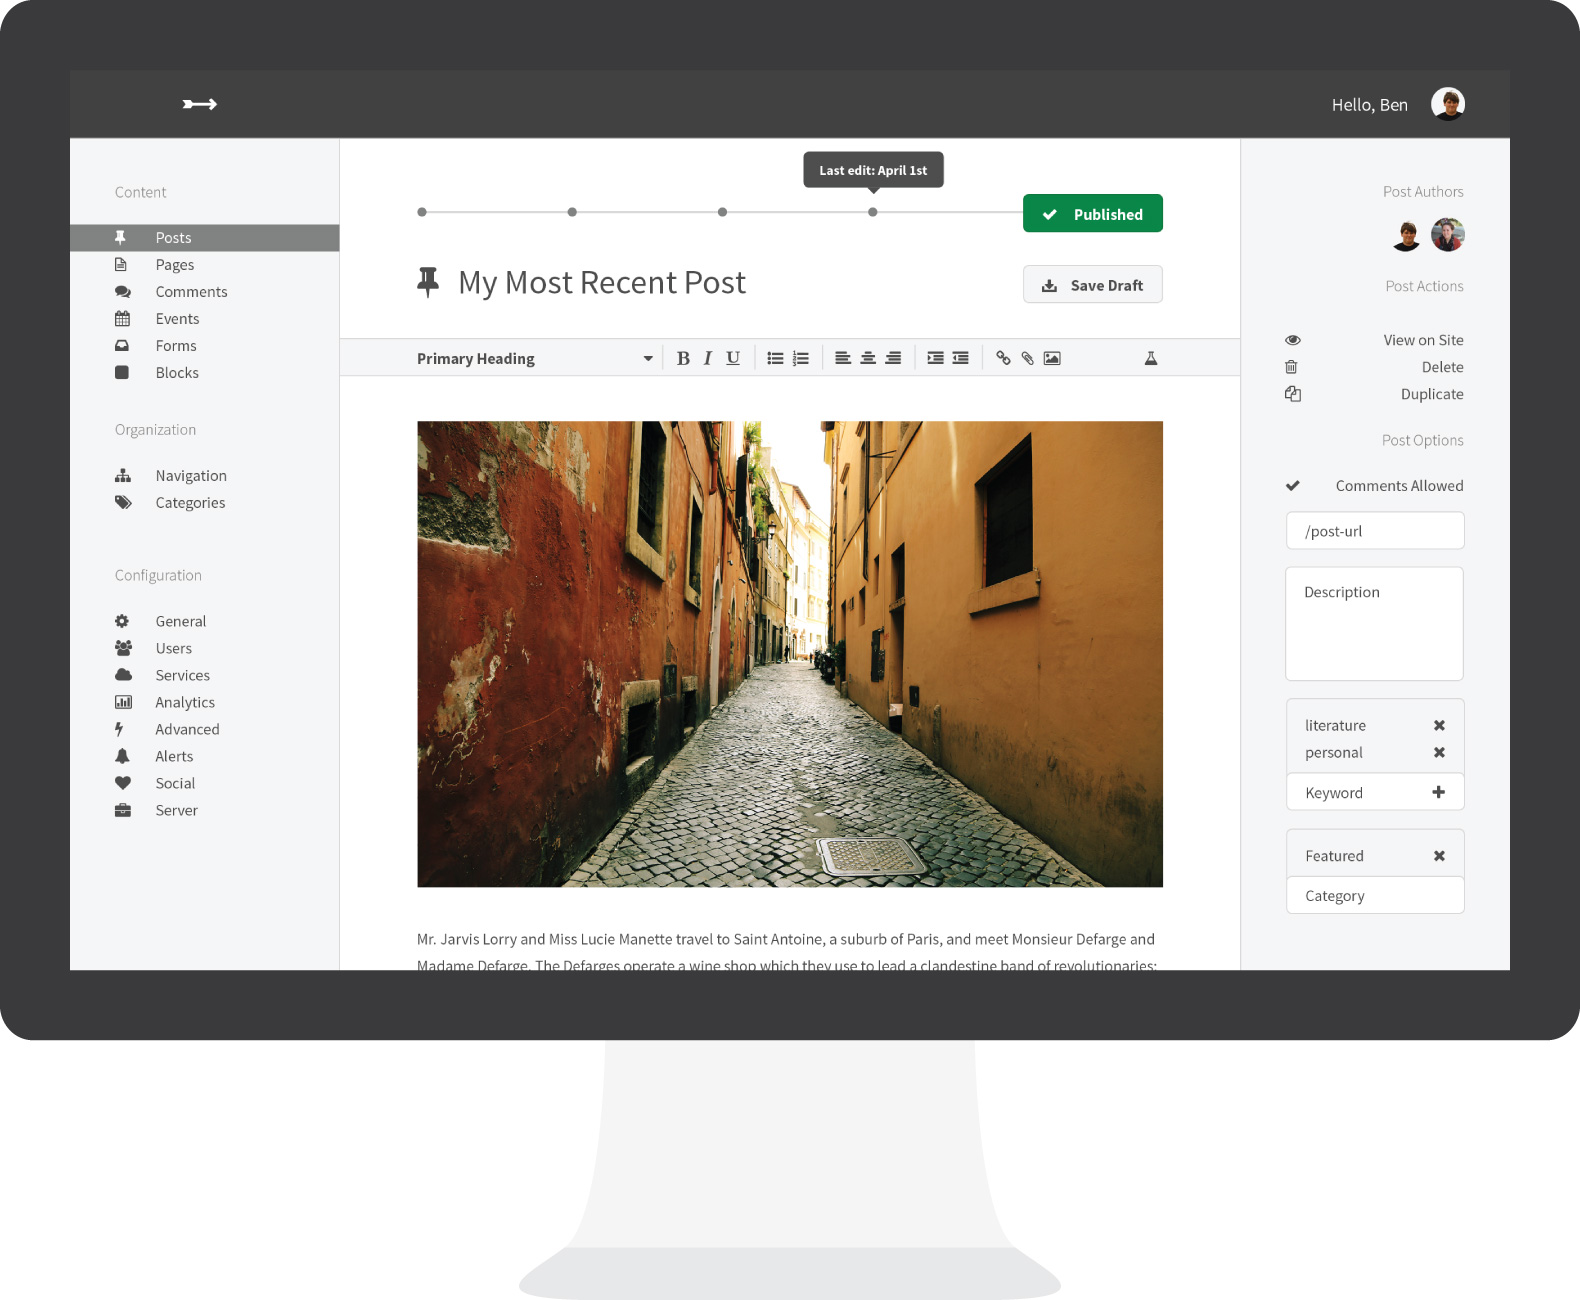 Hello, Ben
Content
Posts
Pages
Comments
Events
Forms
Blocks
Organization
Navigation
Categories
Configuration
General
Users
Services
Analytics
Advanced
Alerts
Social
Server
Last edit: April 1st
Published
My Most Recent Post
Save Draft
Primary Heading
B I U
Mr. Jarvis Lorry and Miss Lucie Manette travel to Saint Antoine, a suburb of Paris, and meet Monsieur Defarge and
Madame Defarge. The Defarges operate a wine shop which they use to lead a clandestine band of revolutionaries;
Post Authors
Post Actions
View on Site
Delete
Duplicate
Post Options
Comments Allowed
/post-url
Description
literature
personal
Keyword
Featured
Category